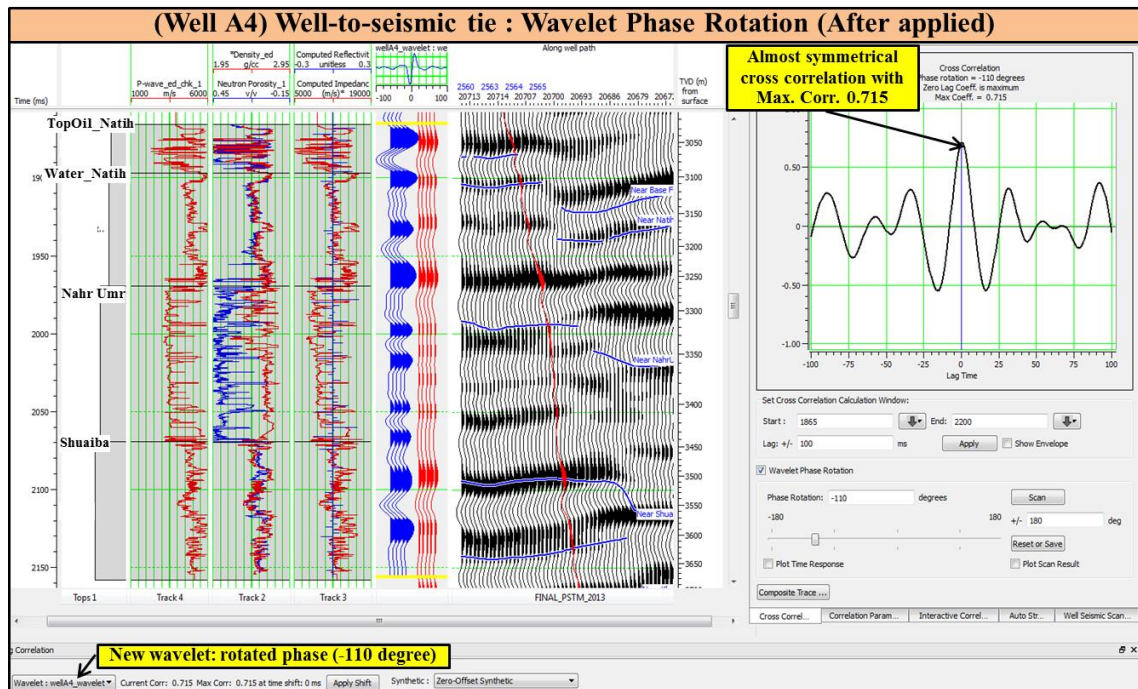 (Well A4) Well-to-seismic tie : Wavelet Phase Rotation (After applied)
*Density_ed
1.95 g/cc 2.95
Computed Reflectivit
-0.3 unitless 0.3
wellA4_wavelet : we
Along well path
P-wave_ed_chk_1
1000 m/s 6000
Neutron Porosity_1
0.45 v/v -0.15
Computed Impedanc
5000 (m/s)* 19000
-100 0 100
2560 2563 2564 2565
20713 20714 20707 20693 20686 20679 2067
TVD (m)
from
surface
Time (ms)
Almost symmetrical
cross correlation with
Max. Corr. 0.715
Cross Correlation
Phase rotation = -110 degrees
Zero Lag Coeff. is maximum
Max Coeff. = 0.715
TopOil_Natih
Water_Natih
Nahr Umr
Shuaiba
1950
2000
2050
2100
2150
3050
3100
3150
3200
3250
3300
3350
3400
3450
3500
3550
3600
3650
Near Base F
Near Natih
Near NahrU
Near Shua
0.50
0
-0.50
-1.00
-100 -75 -50 -25 0 25 50 75 100
Lag Time
Set Cross Correlation Calculation Window:
Start : 1865 End: 2200
Lag: +/- 100 ms Apply Show Envelope
Wavelet Phase Rotation
Phase Rotation: -110 degrees Scan
-180 180 +/- 180 deg
Reset or Save
Plot Time Response Plot Scan Result
Composite Trace ...
Tops 1 Track 4 Track 2 Track 3 FINAL_PSTM_2013
Cross Correl... Correlation Param... Interactive Correl... Auto Str... Well Seismic Scan...
g Correlation
New wavelet: rotated phase (-110 degree)
Wavelet : wellA4_wavelet Current Corr: 0.715 Max Corr: 0.715 at time shift: 0 ms Apply Shift Synthetic : Zero-Offset Synthetic